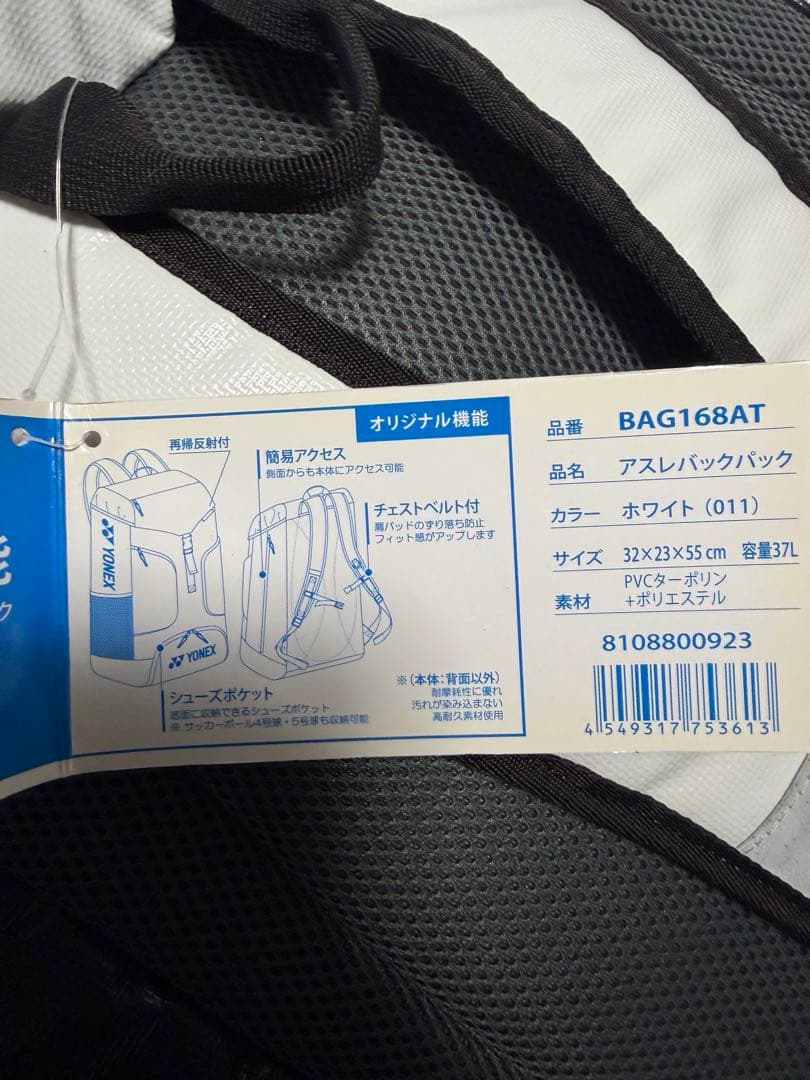 オリジナル機能
再帰反射付
簡易アクセス
側面からも本体にアクセス可能
チェストベルト付
肩パッドのずり落ち防止
フィット感がアップします
YONEX
YONEX
シューズポケット
底面に収納できるシューズポケット
※ サッカーボール4号球・5号球も収納可能
※(本体:背面以外)
耐摩耗性に優れ
汚れが染み込まない
高耐久素材使用
品番 BAG168AT
品名 アスレバックパック
カラー ホワイト(011)
サイズ 32×23×55cm 容量37L
素材 PVCターポリン
+ポリエステル
8108800923
4 549317 753613
ク